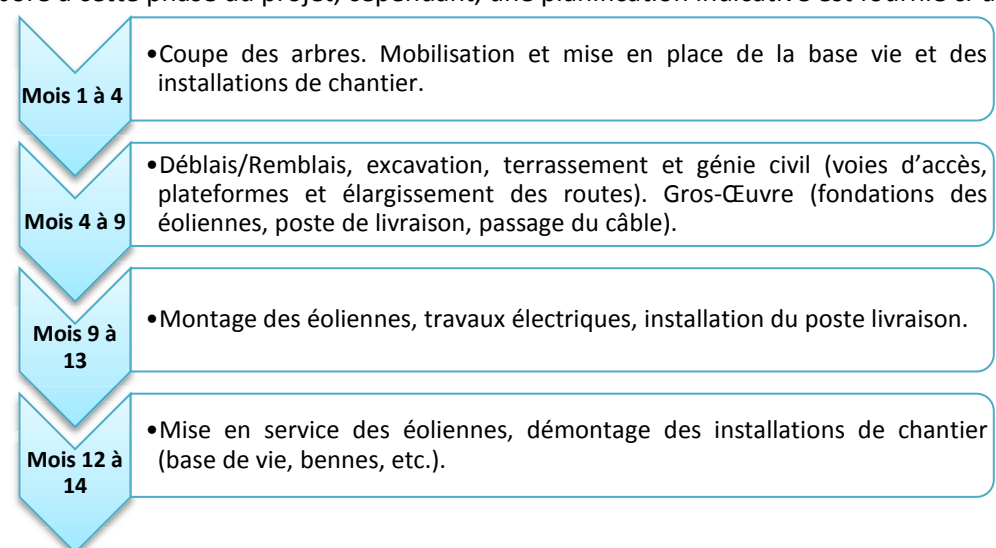 à cette phase du projet, cependant, une planification indicative est fournie
Mois 1 à 4
•Coupe des arbres. Mobilisation et mise en place de la base vie et des
installations de chantier.
Mois 4 à 9
•Déblais/Remblais, excavation, terrassement et génie civil (voies d’accès,
plateformes et élargissement des routes). Gros-Œuvre (fondations des
éoliennes, poste de livraison, passage du câble).
Mois 9 à
13
•Montage des éoliennes, travaux électriques, installation du poste livraison.
Mois 12 à
14
•Mise en service des éoliennes, démontage des installations de chantier
(base de vie, bennes, etc.).